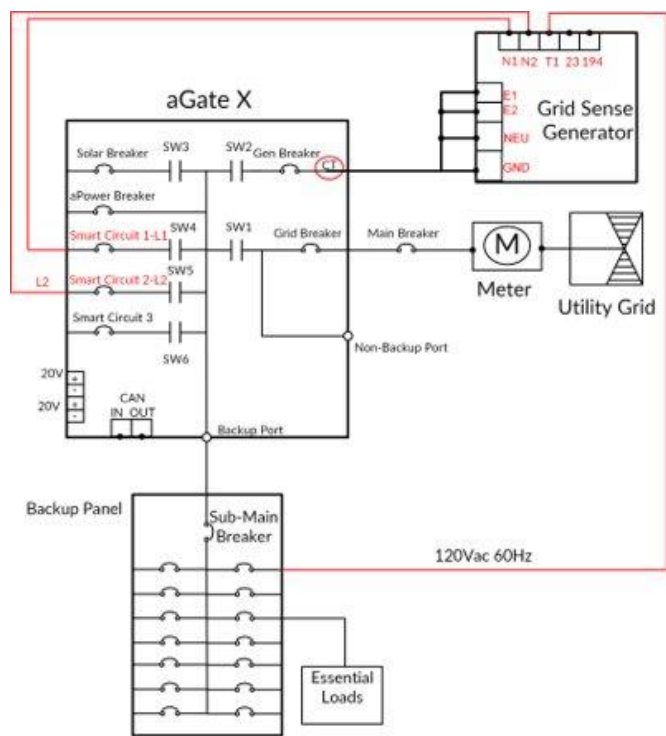 N1 N2 T1 23 194
E1
E2
NEU
GND
Grid Sense
Generator
aGate X
Solar Breaker
SW3
SW2
Gen Breaker
CT
aPower Breaker
Smart Circuit 1-L1
SW4
SW1
Grid Breaker
Main Breaker
M
Meter
Utility Grid
L2
Smart Circuit 2-L2
SW5
Smart Circuit 3
SW6
Non-Backup Port
20V
+
-
20V
+
-
CAN
IN OUT
Backup Port
Backup Panel
Sub-Main
Breaker
120Vac 60Hz
Essential
Loads